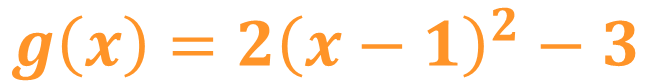 g(x) = 2(x − 1)² − 3